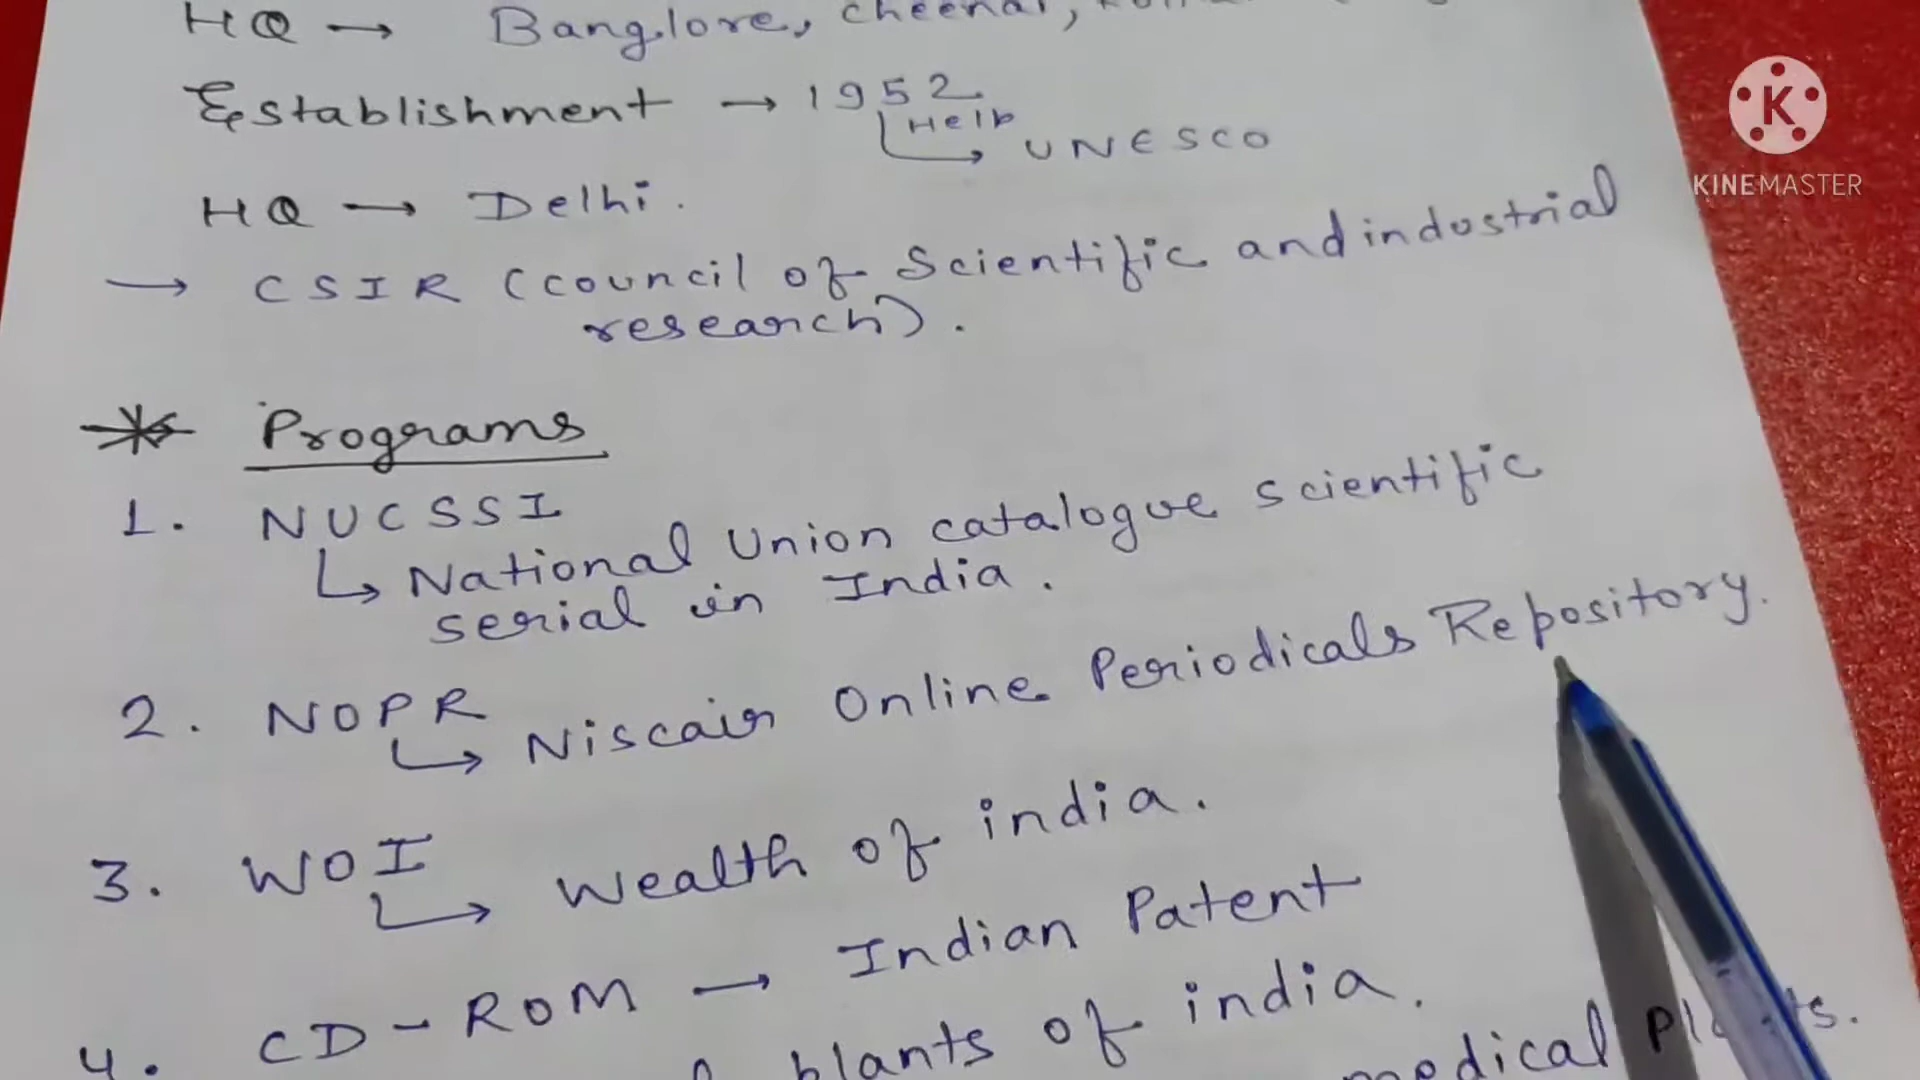 HQ → Banglore, cheenai,
Establishment → 1952
Help
UNESCO
HQ → Delhi.
→ CSIR (council of Scientific and industrial
research).
Programs
1. NUCSSI
National Union catalogue scientific
serial in India.
2. NOPR
Niscair Online Periodicals Repository.
3. WOI
Wealth of india.
4. CD-ROM → Indian Patent
plants of india.
medical plants.
KINEMASTER